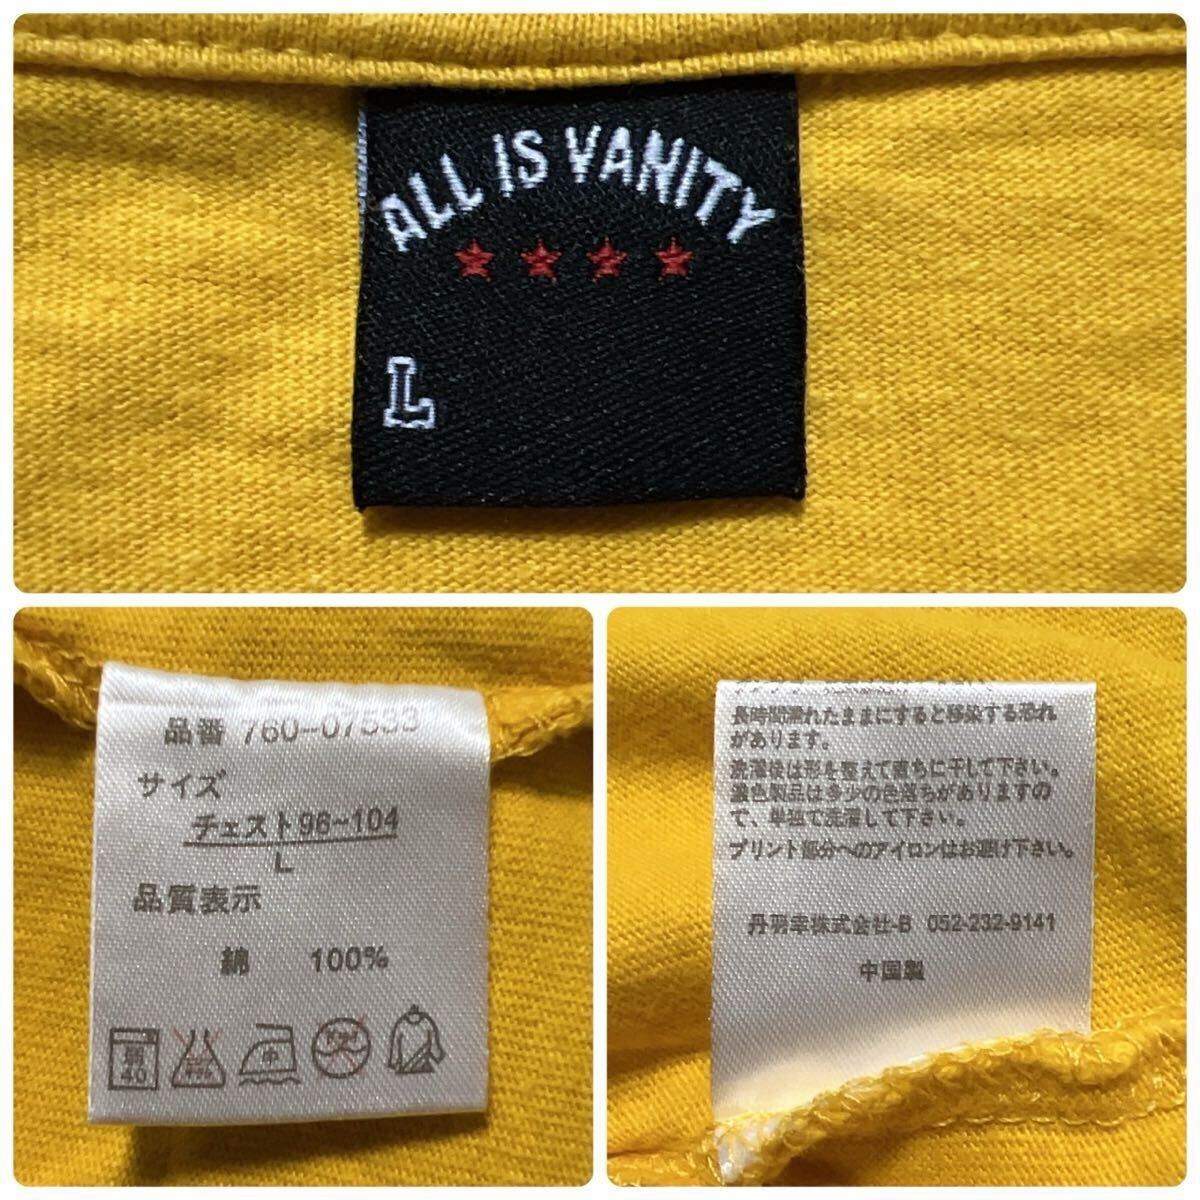 ALL IS VANITY
L
品番 760-07533
サイズ
チェスト96~104
L
品質表示
綿 100%
弱
40
中
長時間濡れたままにすると移染する恐れ
があります。
洗濯後は形を整えて直ちに干して下さい。
濃色製品は多少の色落ちがありますの
で、単独で洗濯して下さい。
プリント部分へのアイロンはお避け下さい。
丹羽幸株式会社-B 052-232-9141
中国製